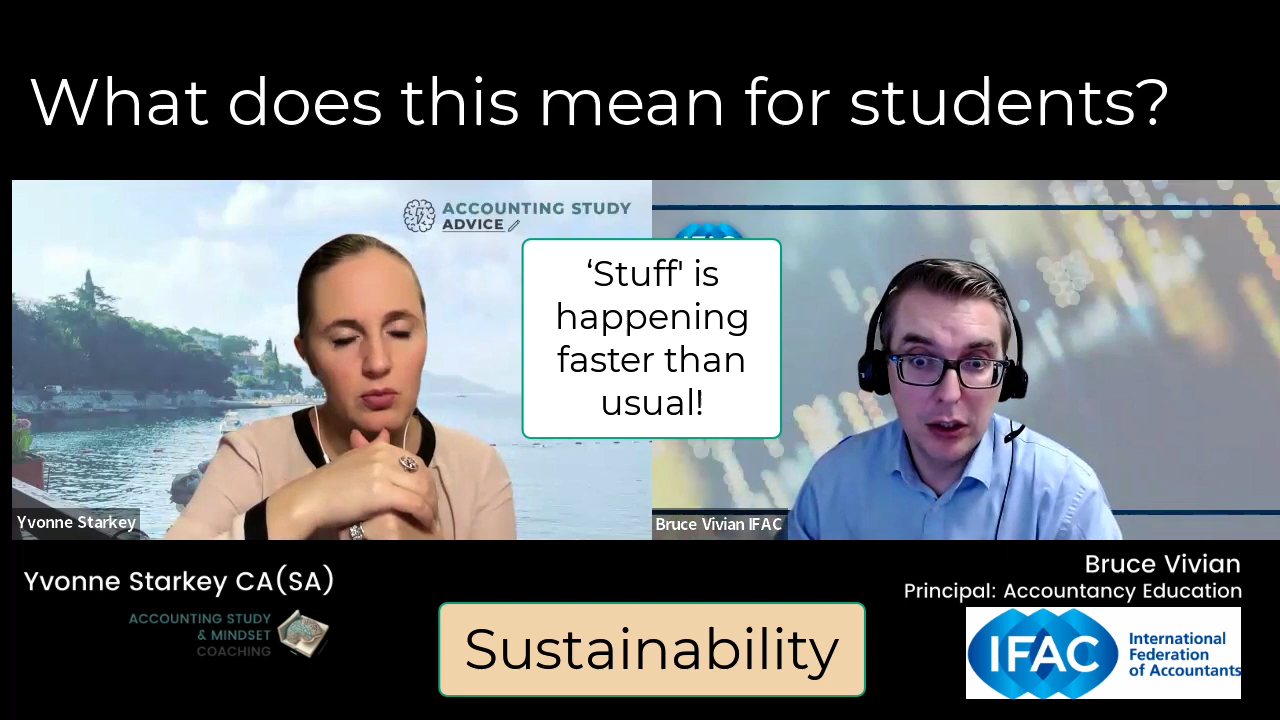 What does this mean for students?
ACCOUNTING STUDY
ADVICE
IFAC
‘Stuff' is
happening
faster than
usual!
Yvonne Starkey
Bruce Vivian IFAC
Yvonne Starkey CA(SA)
ACCOUNTING STUDY
& MINDSET
COACHING
Sustainability
Bruce Vivian
Principal: Accountancy Education
IFAC
International
Federation
of Accountants